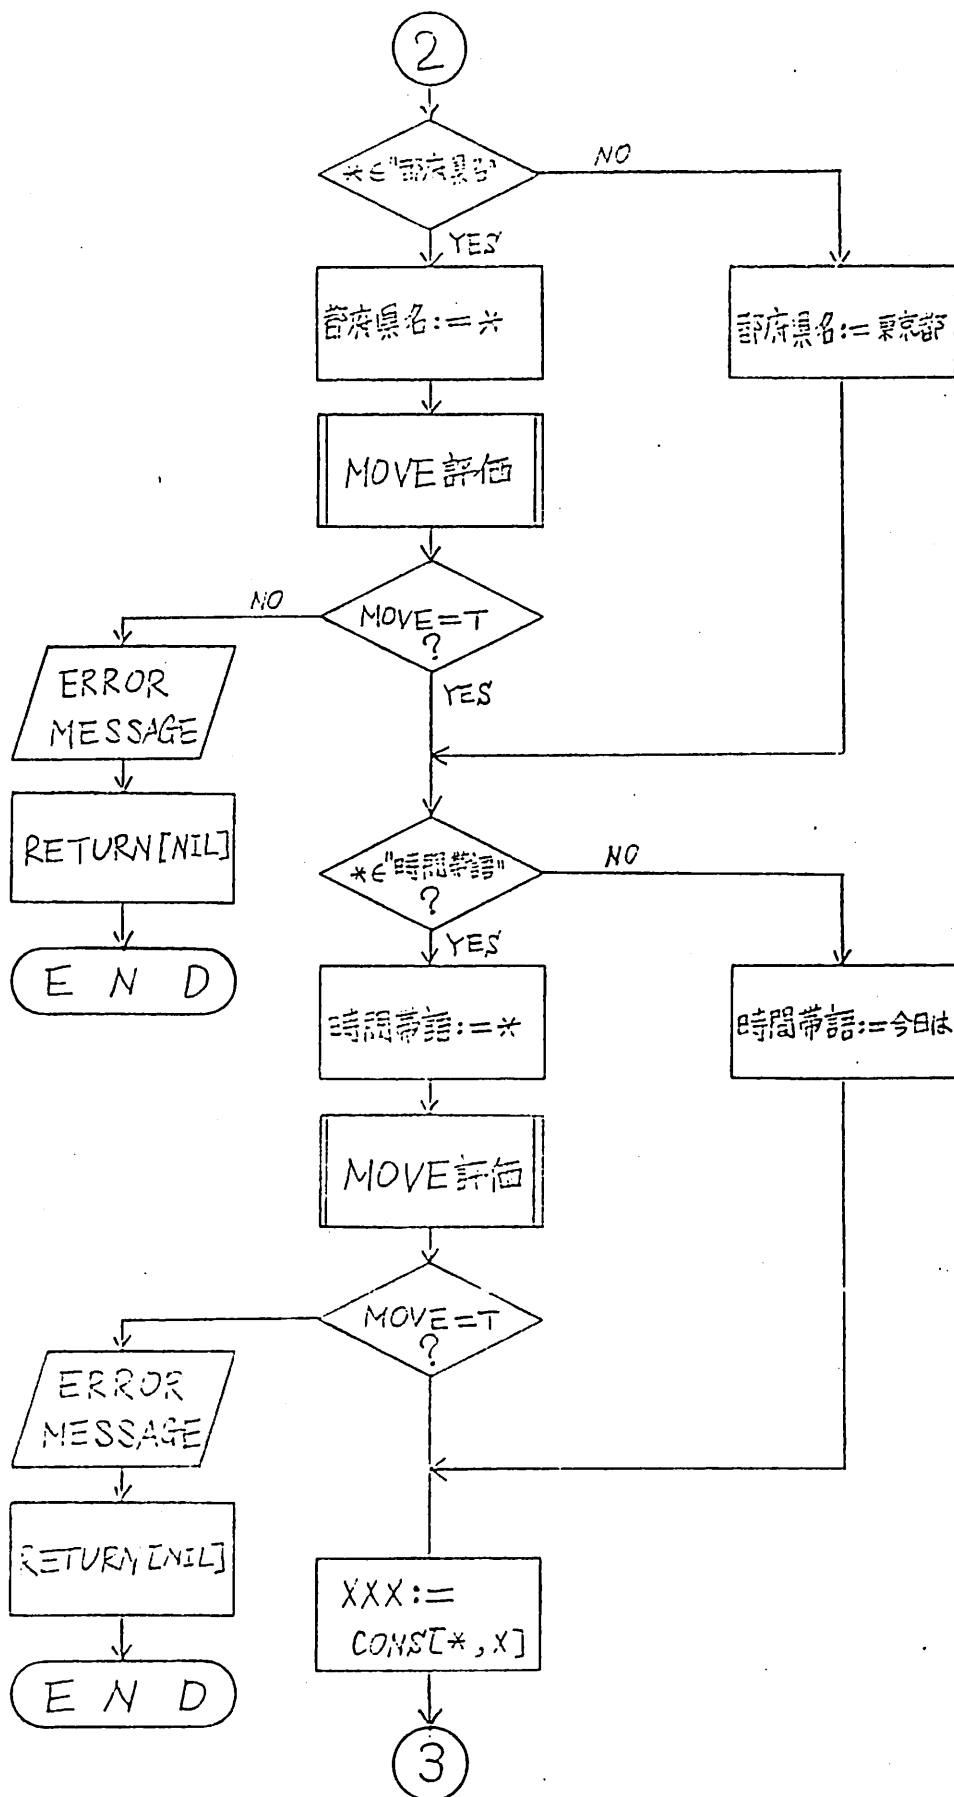 2
*∈"都府県名"
NO
YES
都府県名:=*
都府県名:=東京都
MOVE評価
MOVE=T
?
NO
YES
ERROR
MESSAGE
RETURN[NIL]
*∈"時間帯語"
?
NO
YES
E N D
時間帯語:=*
時間帯語:=今日は
MOVE評価
MOVE=T
?
ERROR
MESSAGE
RETURN[NIL]
XXX:=
CONS[*,X]
E N D
3